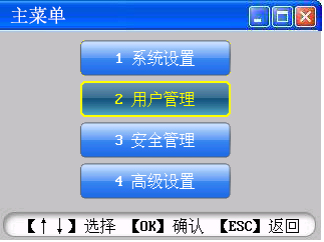 主菜单
1 系统设置
2 用户管理
3 安全管理
4 高级设置
【↑↓】选择 【OK】确认 【ESC】返回